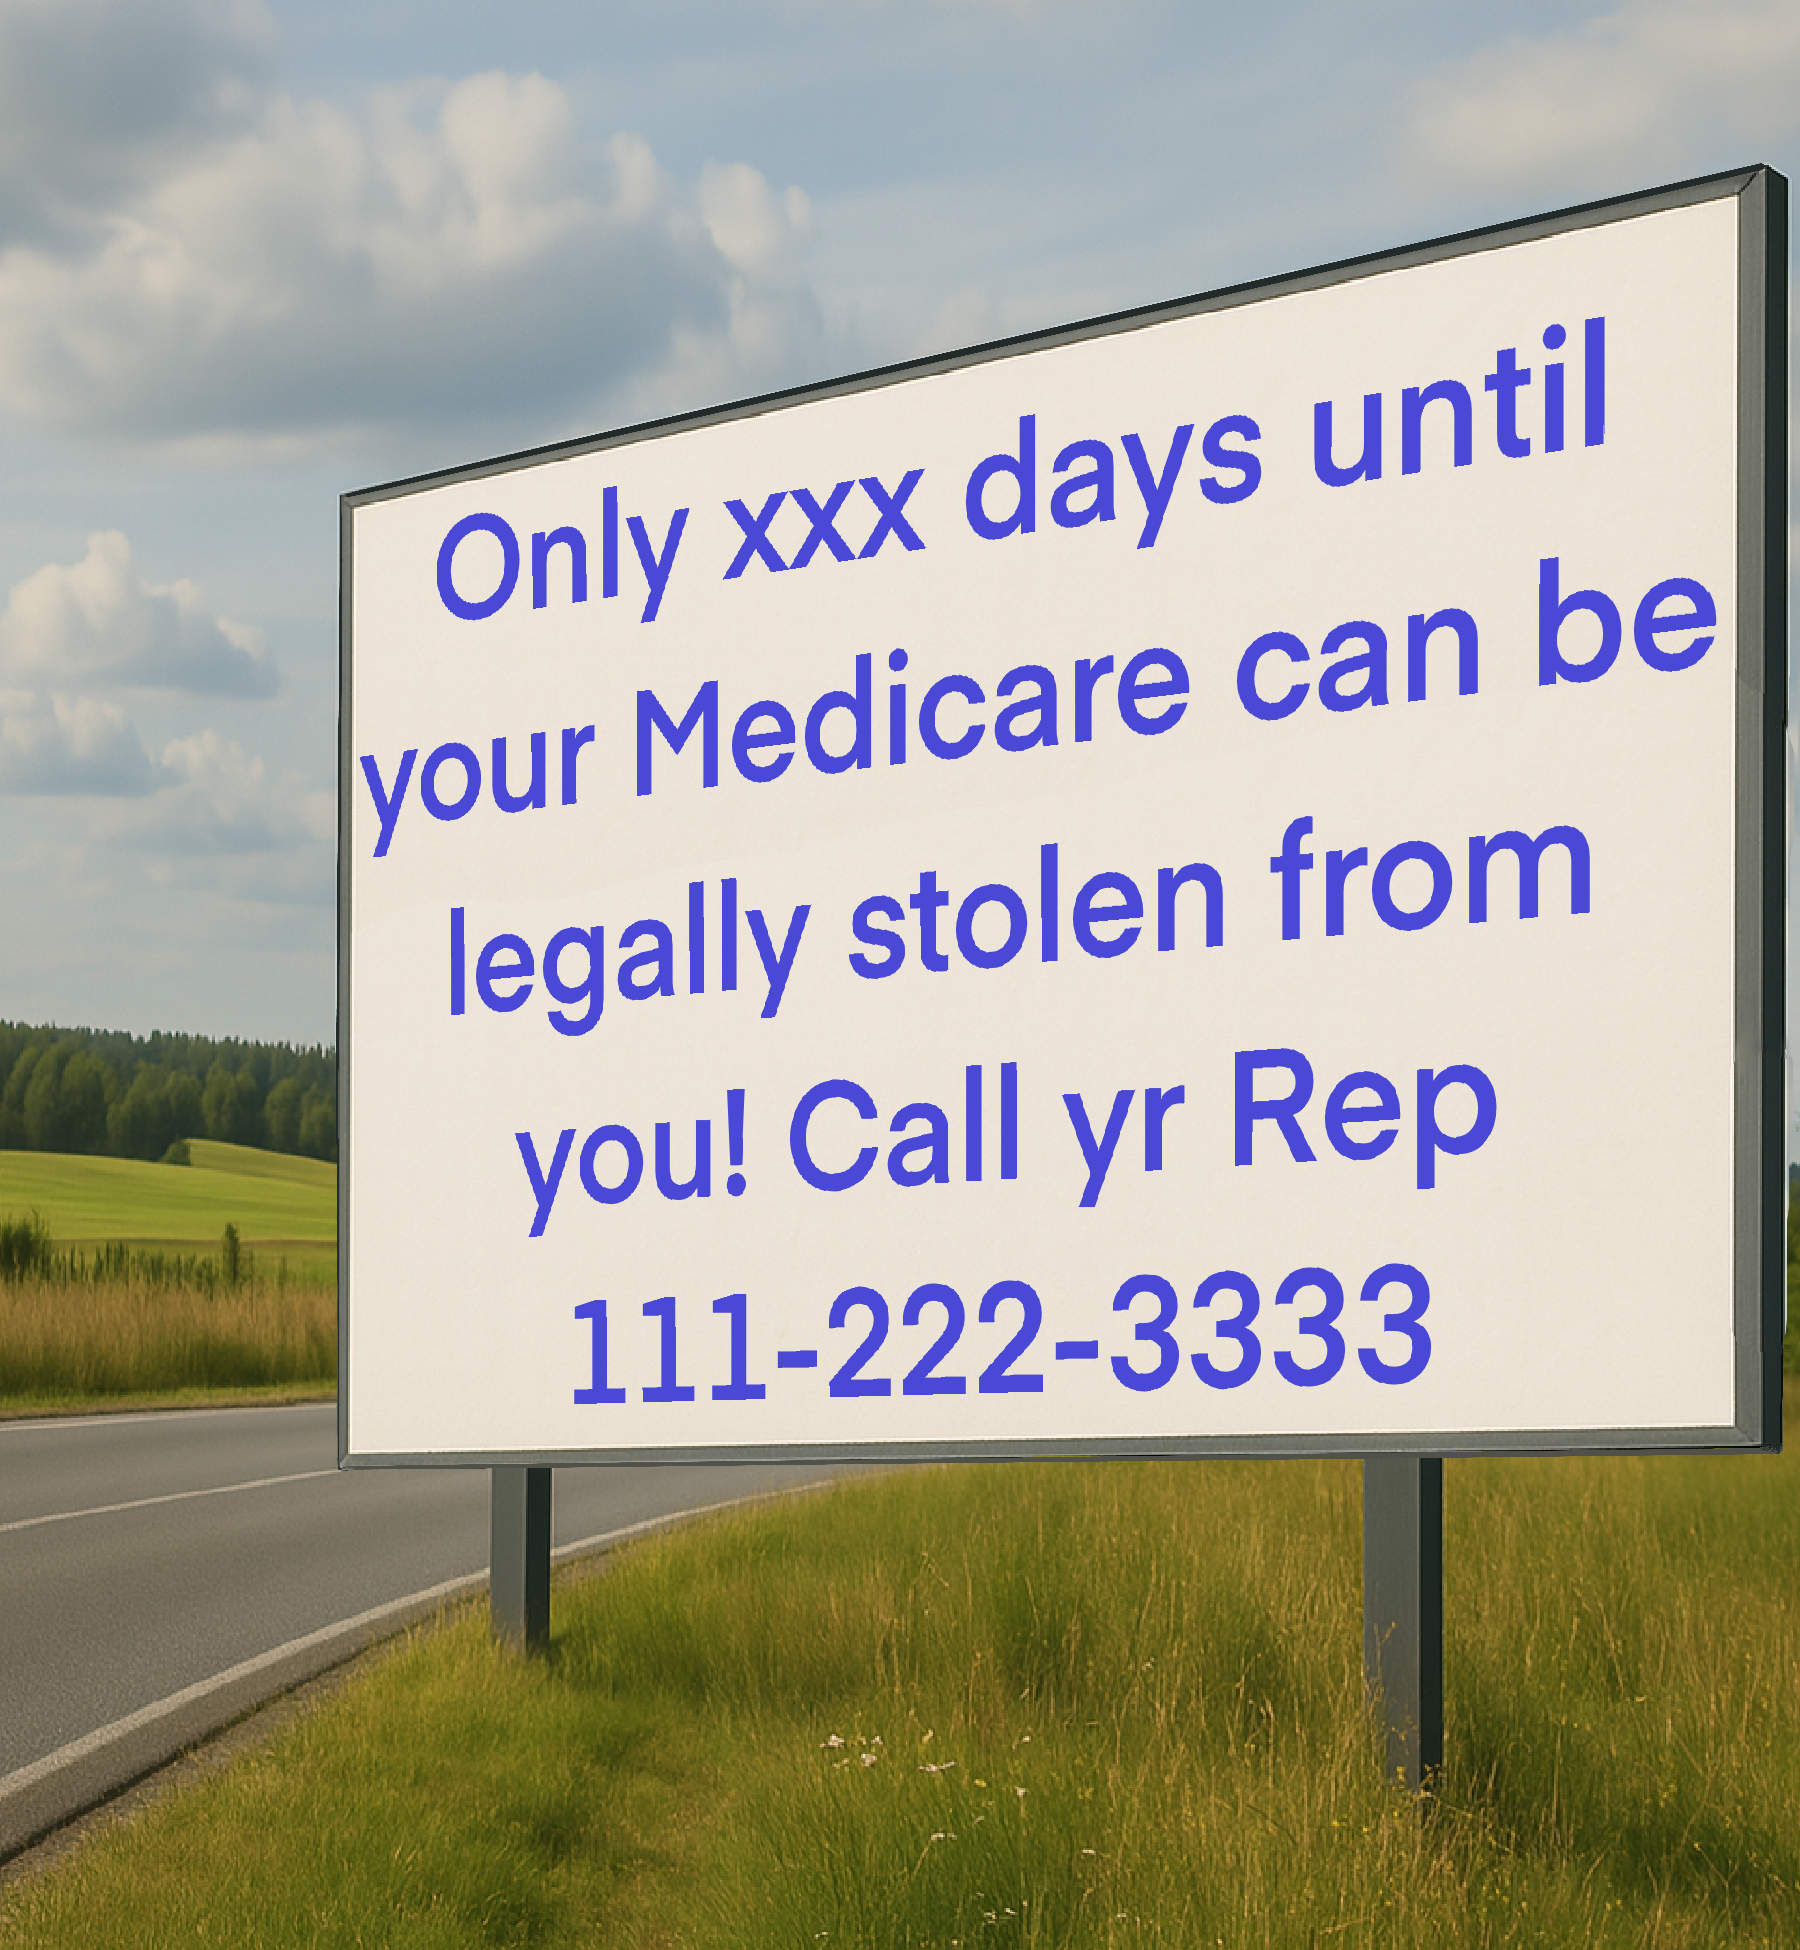 Only xxx days until
your Medicare can be
legally stolen from
you! Call yr Rep
111-222-3333